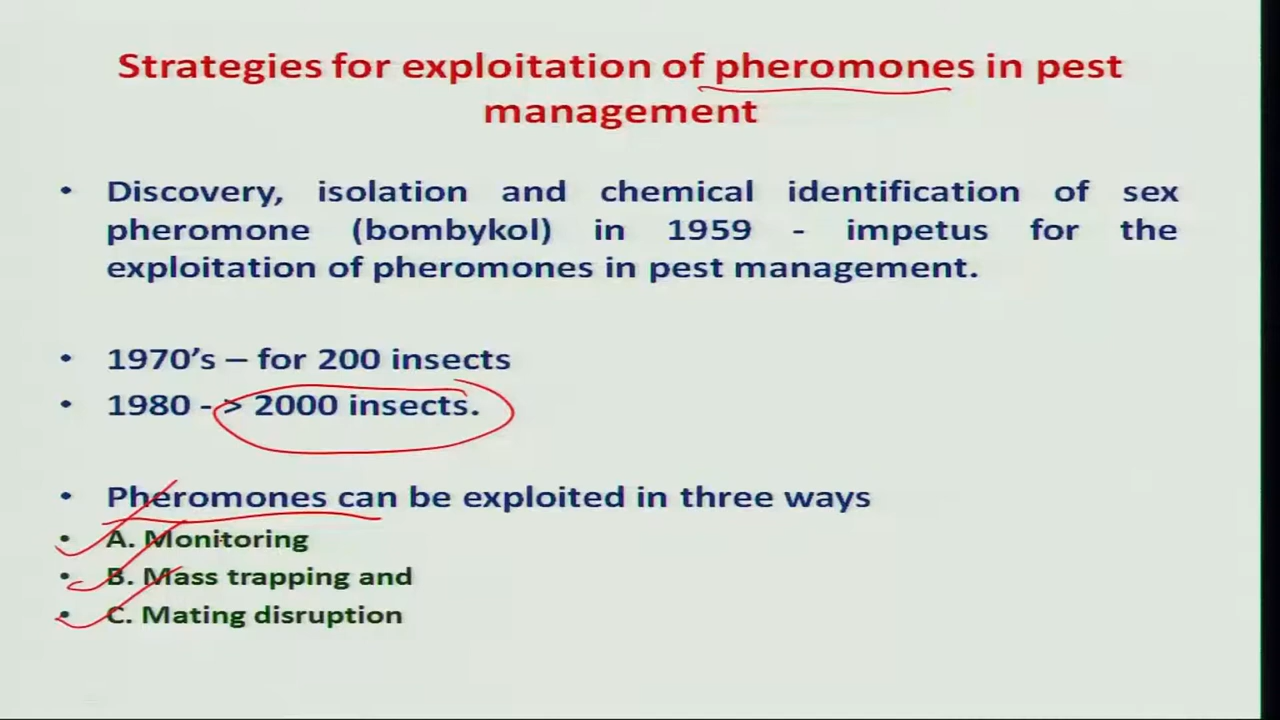 Strategies for exploitation of pheromones in pest
management
• Discovery, isolation and chemical identification of sex
pheromone (bombykol) in 1959 - impetus for the
exploitation of pheromones in pest management.
• 1970's – for 200 insects
• 1980 - > 2000 insects.
• Pheromones can be exploited in three ways
• A. Monitoring
• B. Mass trapping and
• C. Mating disruption